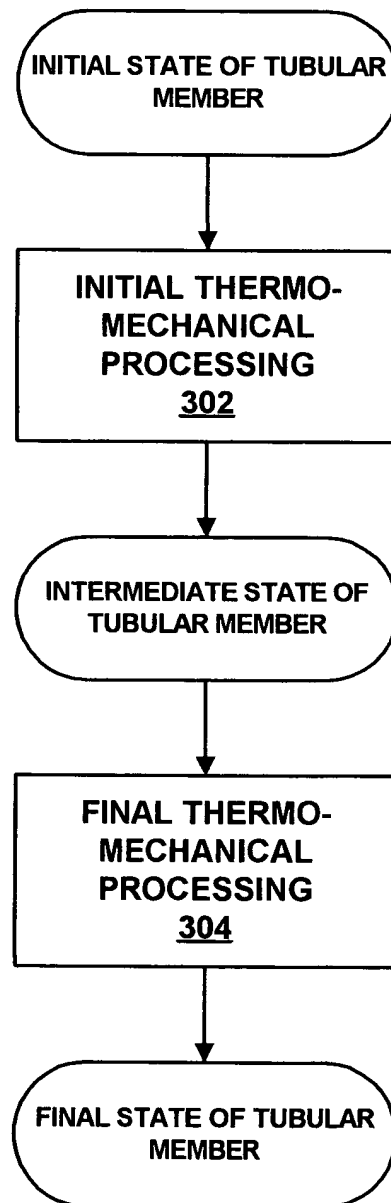 INITIAL STATE OF TUBULAR
MEMBER
INITIAL THERMO-
MECHANICAL
PROCESSING
302
INTERMEDIATE STATE OF
TUBULAR MEMBER
FINAL THERMO-
MECHANICAL
PROCESSING
304
FINAL STATE OF TUBULAR
MEMBER